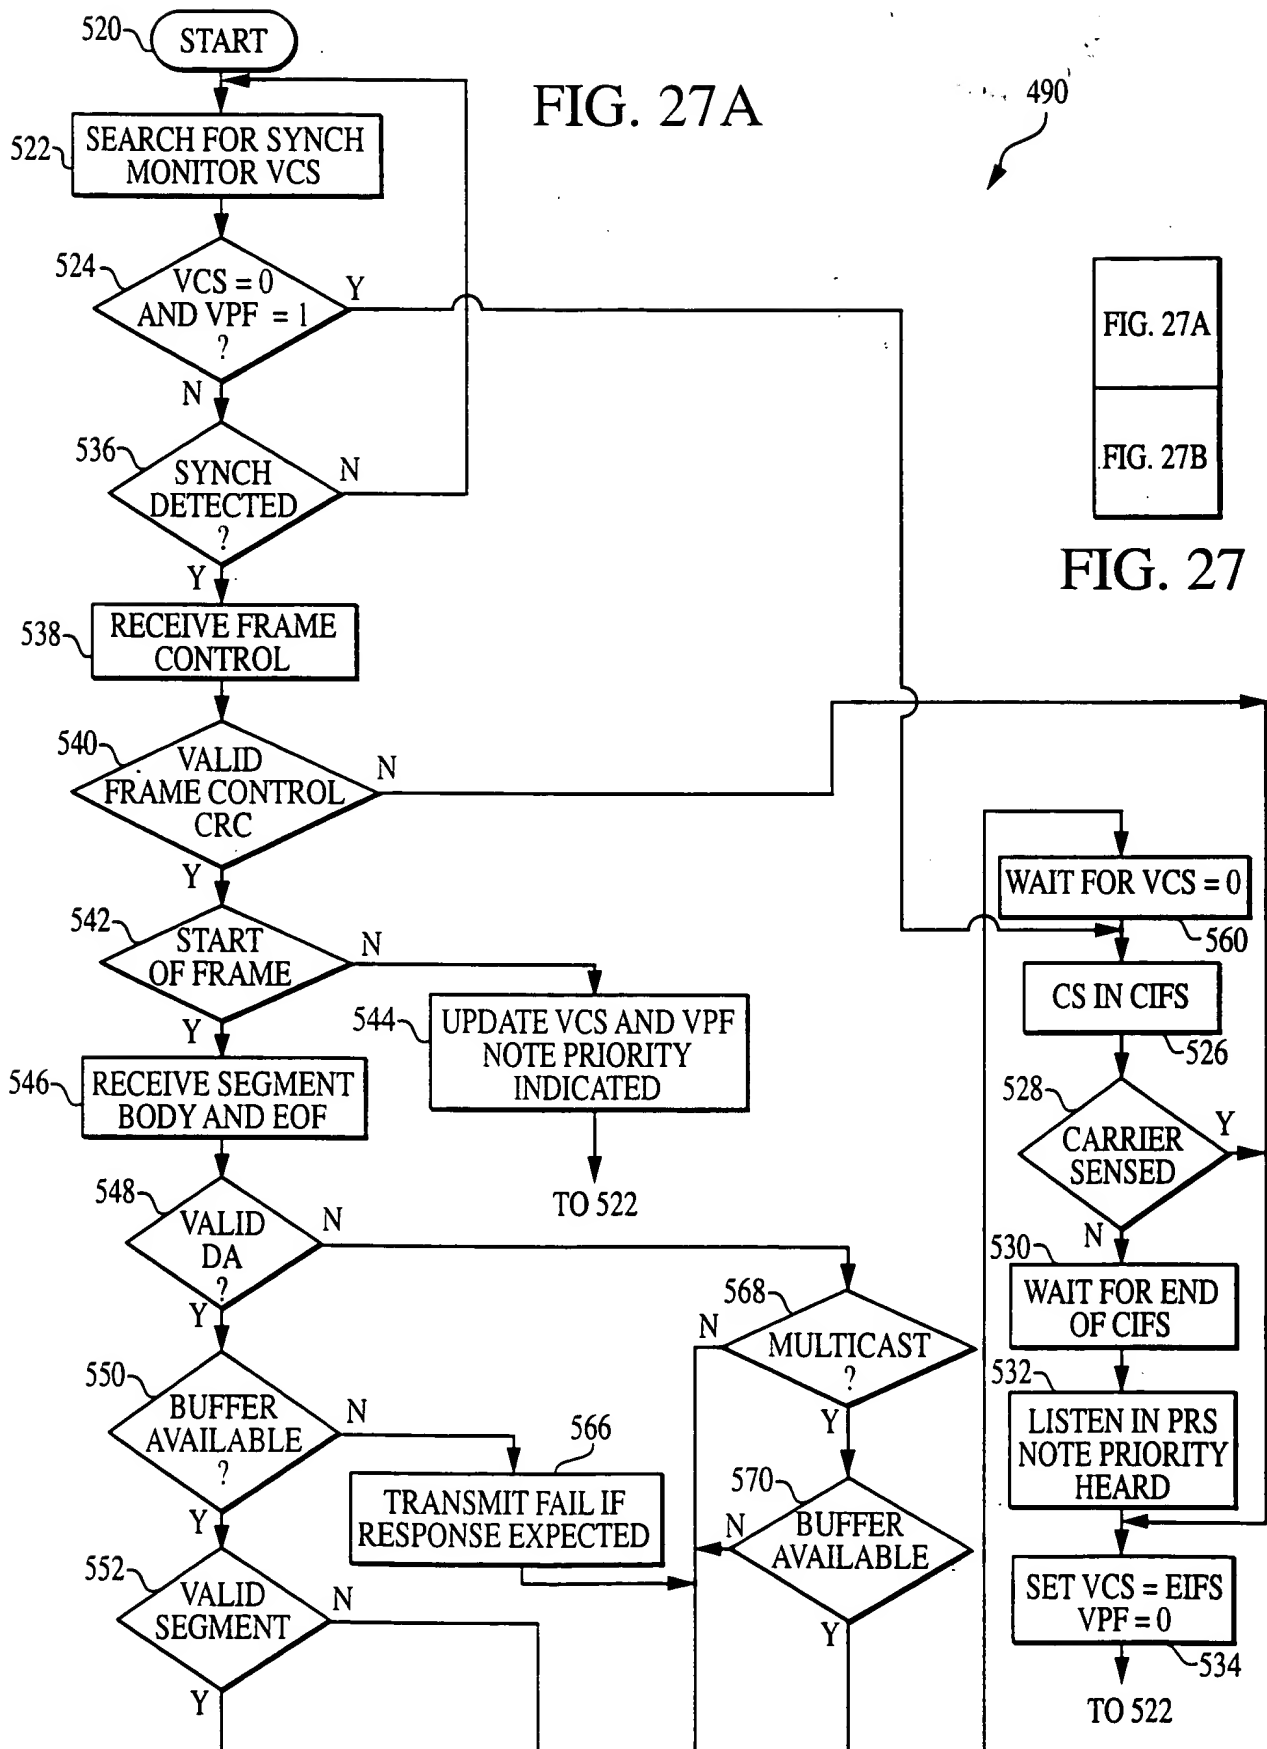 520
START
FIG. 27A
490
522
SEARCH FOR SYNCH
MONITOR VCS
524
VCS = 0
AND VPF = 1
?
Y
N
FIG. 27A
FIG. 27B
FIG. 27
536
SYNCH
DETECTED
?
N
Y
538
RECEIVE FRAME
CONTROL
540
VALID
FRAME CONTROL
CRC
N
Y
WAIT FOR VCS = 0
560
542
START
OF FRAME
N
Y
CS IN CIFS
526
544
UPDATE VCS AND VPF
NOTE PRIORITY
INDICATED
TO 522
546
RECEIVE SEGMENT
BODY AND EOF
528
CARRIER
SENSED
Y
N
548
VALID
DA
?
N
Y
530
WAIT FOR END
OF CIFS
568
MULTICAST
?
N
Y
532
LISTEN IN PRS
NOTE PRIORITY
HEARD
550
BUFFER
AVAILABLE
?
N
Y
566
TRANSMIT FAIL IF
RESPONSE EXPECTED
570
BUFFER
AVAILABLE
N
Y
552
VALID
SEGMENT
N
Y
SET VCS = EIFS
VPF = 0
534
TO 522